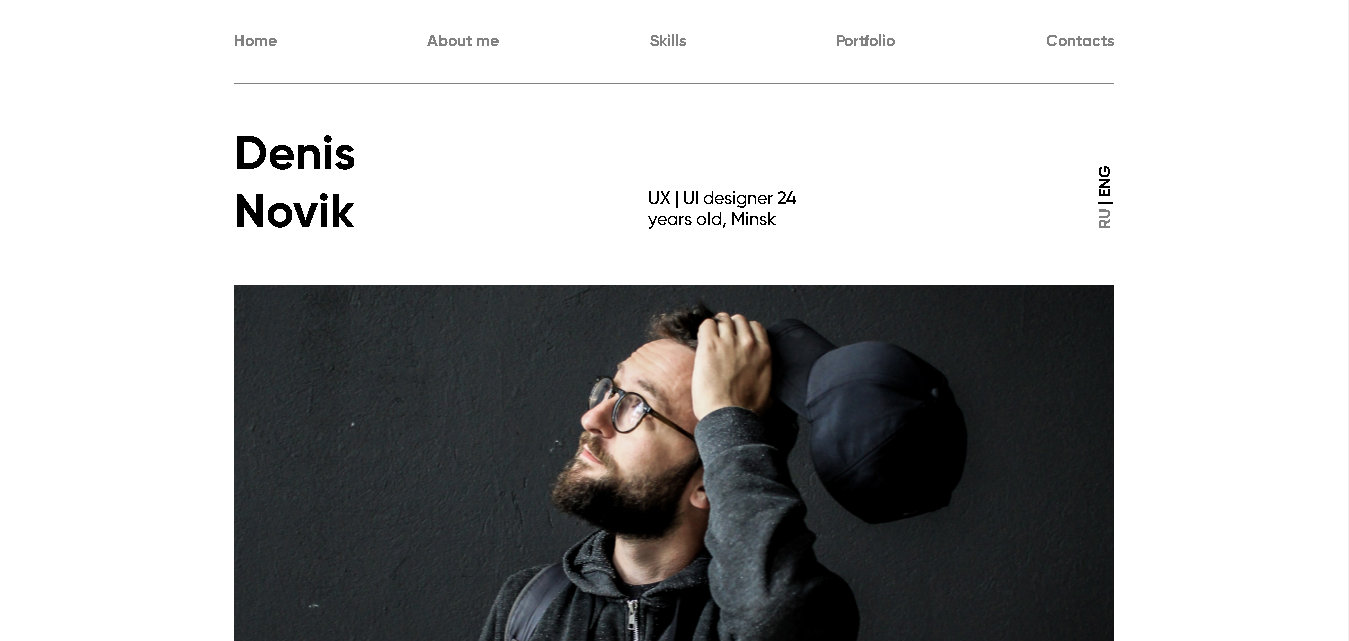 Home About me Skills Portfolio Contacts
Denis
Novik
UX | UI designer 24
years old, Minsk
RU | ENG